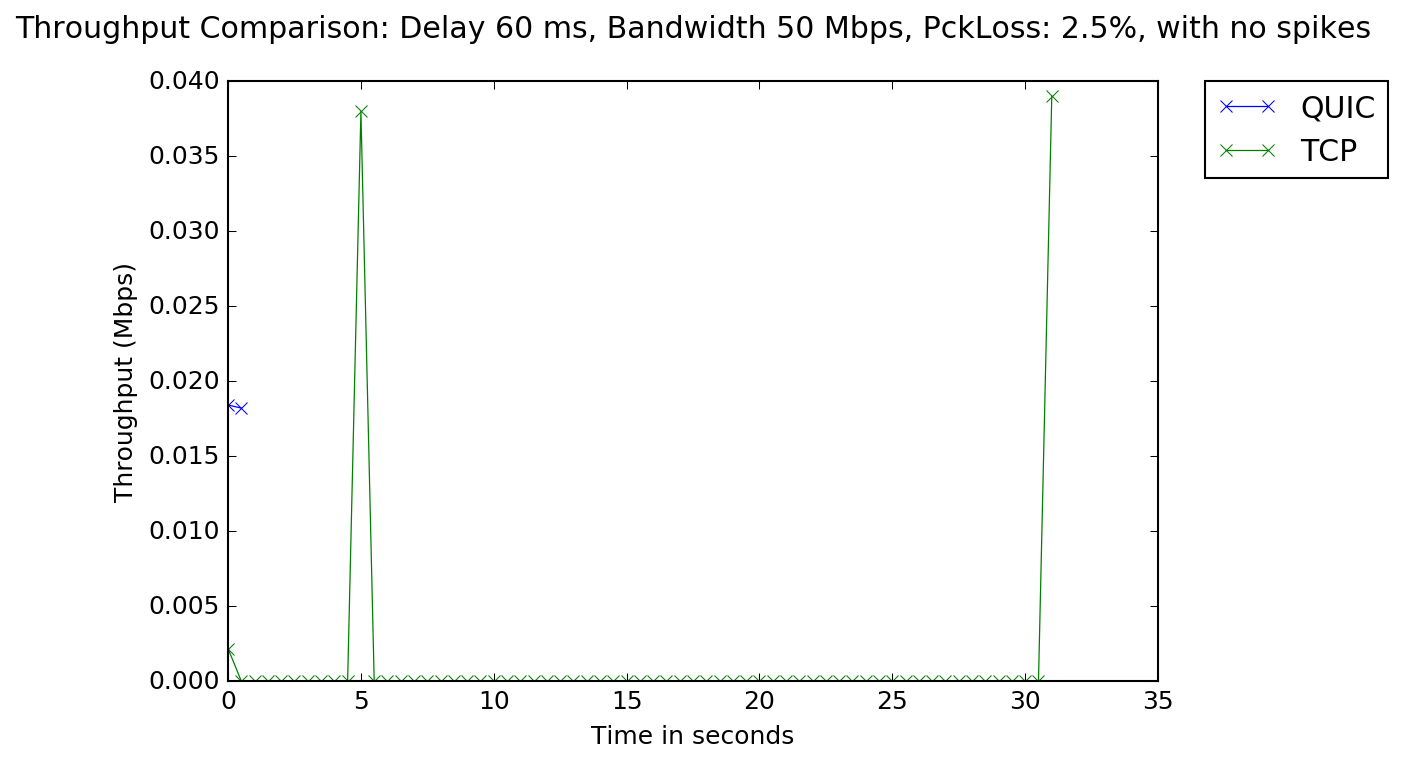 Throughput Comparison: Delay 60 ms, Bandwidth 50 Mbps, PckLoss: 2.5%, with no spikes
QUIC
TCP
Throughput (Mbps)
0.040
0.035
0.030
0.025
0.020
0.015
0.010
0.005
0.000
0 5 10 15 20 25 30 35
Time in seconds